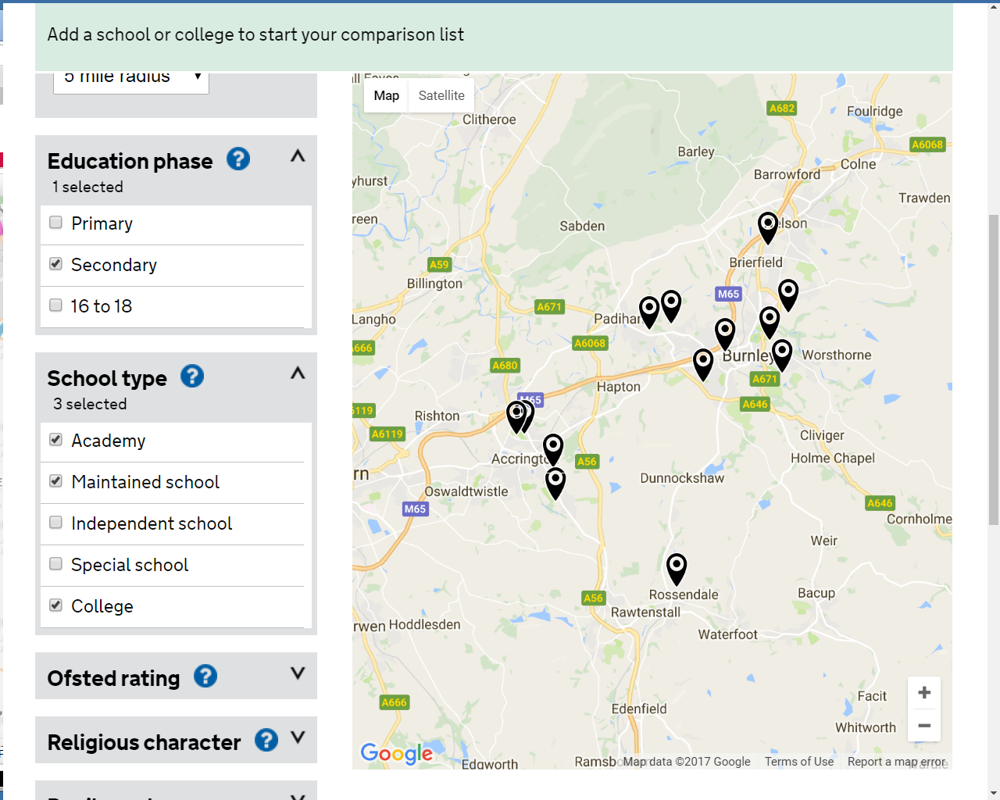 Add a school or college to start your comparison list
5 mile radius
Education phase ?
1 selected
Primary
Secondary
16 to 18
School type ?
3 selected
Academy
Maintained school
Independent school
Special school
College
Ofsted rating ?
Religious character ?
Map Satellite
Clitheroe
A682
Foulridge
A6068
Barley
Colne
Barrowford
yhurst
Trawden
reen
Sabden
elson
Brierfield
A59
Billington
M65
A671
Langho
Padihar
A6068
A666
Burnley
Worsthorne
A680
A671
Hapton
M65
A646
6119
Rishton
A6119
Cliviger
Holme Chapel
Accringto
A56
rn
Dunnockshaw
Oswaldtwistle
M65
A646
Cornholme
Weir
Rossendale
Bacup
A56
Rawtenstall
rwen Hoddlesden
Waterfoot
Facit
A666
Edenfield
Whitworth
Google
Edgworth
Ramsb
Map data ©2017 Google Terms of Use Report a map error